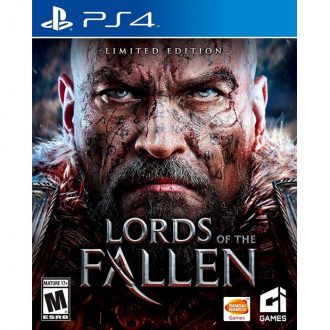 PS4
LIMITED EDITION
LORDS
OF THE
FALLEN
MATURE 17+
M
ESRB
BANDAI
NAMCO
GAMES
CI
GAMES